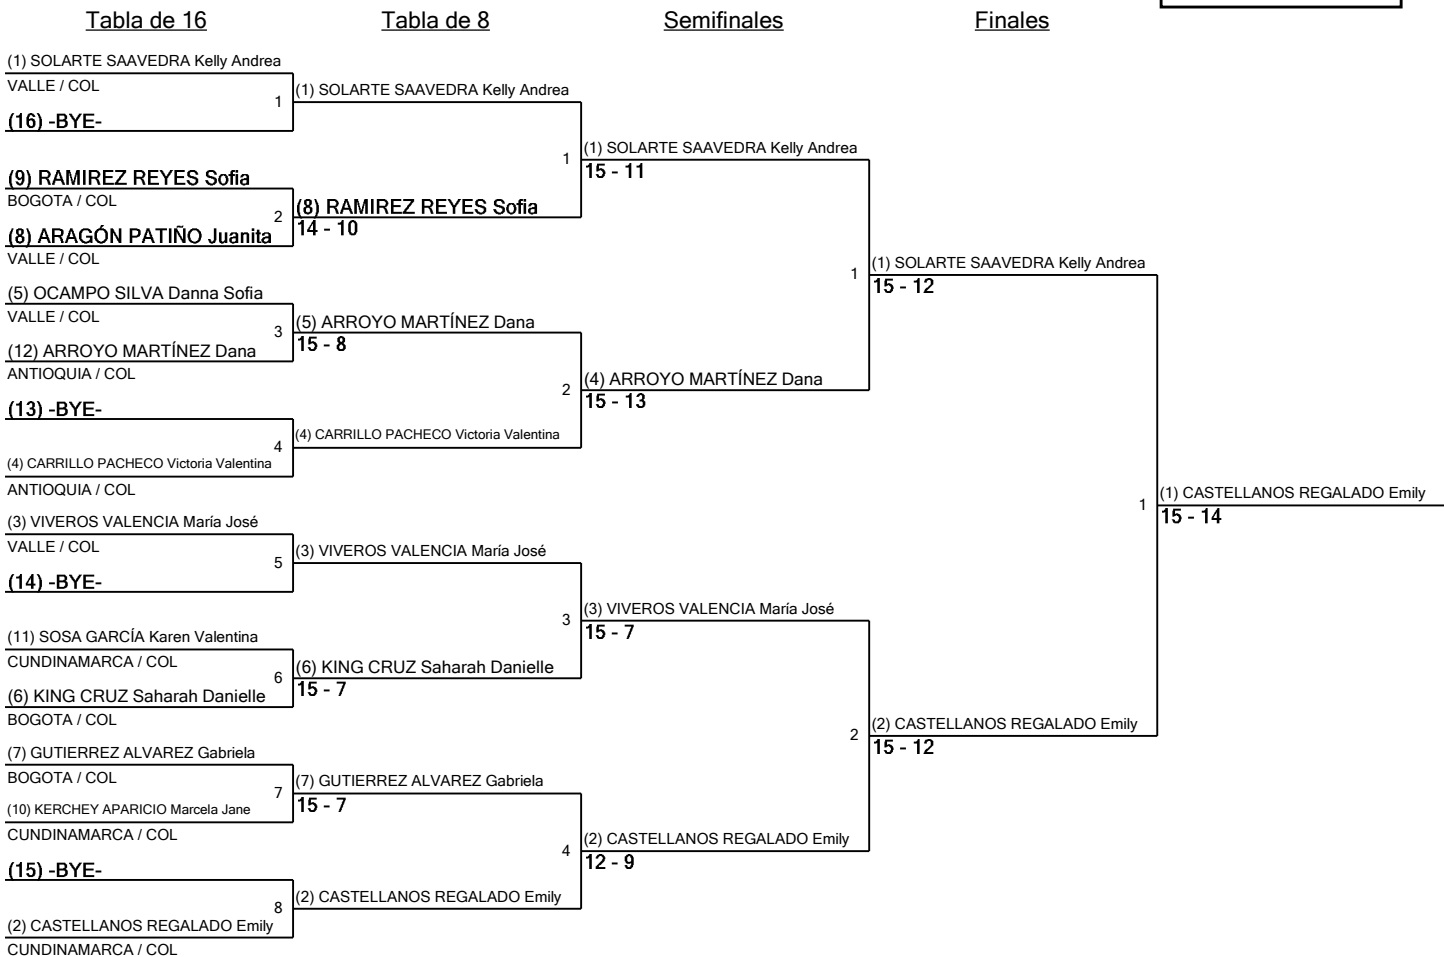 Tabla de 16
Tabla de 8
Semifinales
Finales
(1) SOLARTE SAAVEDRA Kelly Andrea
VALLE / COL
1
(16) -BYE-
(9) RAMIREZ REYES Sofia
BOGOTA / COL
2
(8) ARAGÓN PATIÑO Juanita
VALLE / COL
(5) OCAMPO SILVA Danna Sofia
VALLE / COL
3
(12) ARROYO MARTÍNEZ Dana
ANTIOQUIA / COL
(13) -BYE-
4
(4) CARRILLO PACHECO Victoria Valentina
ANTIOQUIA / COL
(3) VIVEROS VALENCIA María José
VALLE / COL
5
(14) -BYE-
(11) SOSA GARCÍA Karen Valentina
CUNDINAMARCA / COL
6
(6) KING CRUZ Saharah Danielle
BOGOTA / COL
(7) GUTIERREZ ALVAREZ Gabriela
BOGOTA / COL
7
(10) KERCHEY APARICIO Marcela Jane
CUNDINAMARCA / COL
(15) -BYE-
8
(2) CASTELLANOS REGALADO Emily
CUNDINAMARCA / COL
(1) SOLARTE SAAVEDRA Kelly Andrea
1
(8) RAMIREZ REYES Sofia
14 - 10
(5) ARROYO MARTÍNEZ Dana
15 - 8
2
(4) CARRILLO PACHECO Victoria Valentina
(3) VIVEROS VALENCIA María José
3
(6) KING CRUZ Saharah Danielle
15 - 7
(7) GUTIERREZ ALVAREZ Gabriela
15 - 7
4
(2) CASTELLANOS REGALADO Emily
(1) SOLARTE SAAVEDRA Kelly Andrea
15 - 11
1
(4) ARROYO MARTÍNEZ Dana
15 - 13
(3) VIVEROS VALENCIA María José
15 - 7
2
(2) CASTELLANOS REGALADO Emily
12 - 9
(1) SOLARTE SAAVEDRA Kelly Andrea
15 - 12
1
(2) CASTELLANOS REGALADO Emily
15 - 12
(1) CASTELLANOS REGALADO Emily
15 - 14